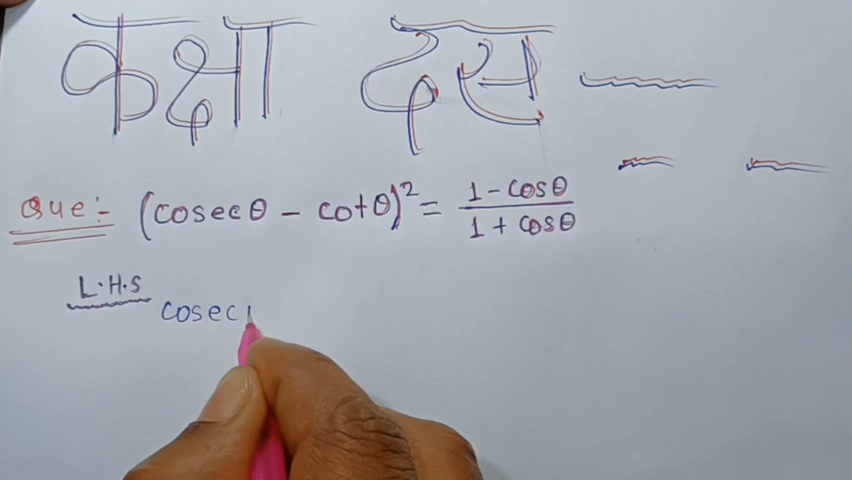 कक्षा दस
Que:- (cosecθ - cotθ)² = (1 - cosθ)/(1 + cosθ)
L.H.S
cosec